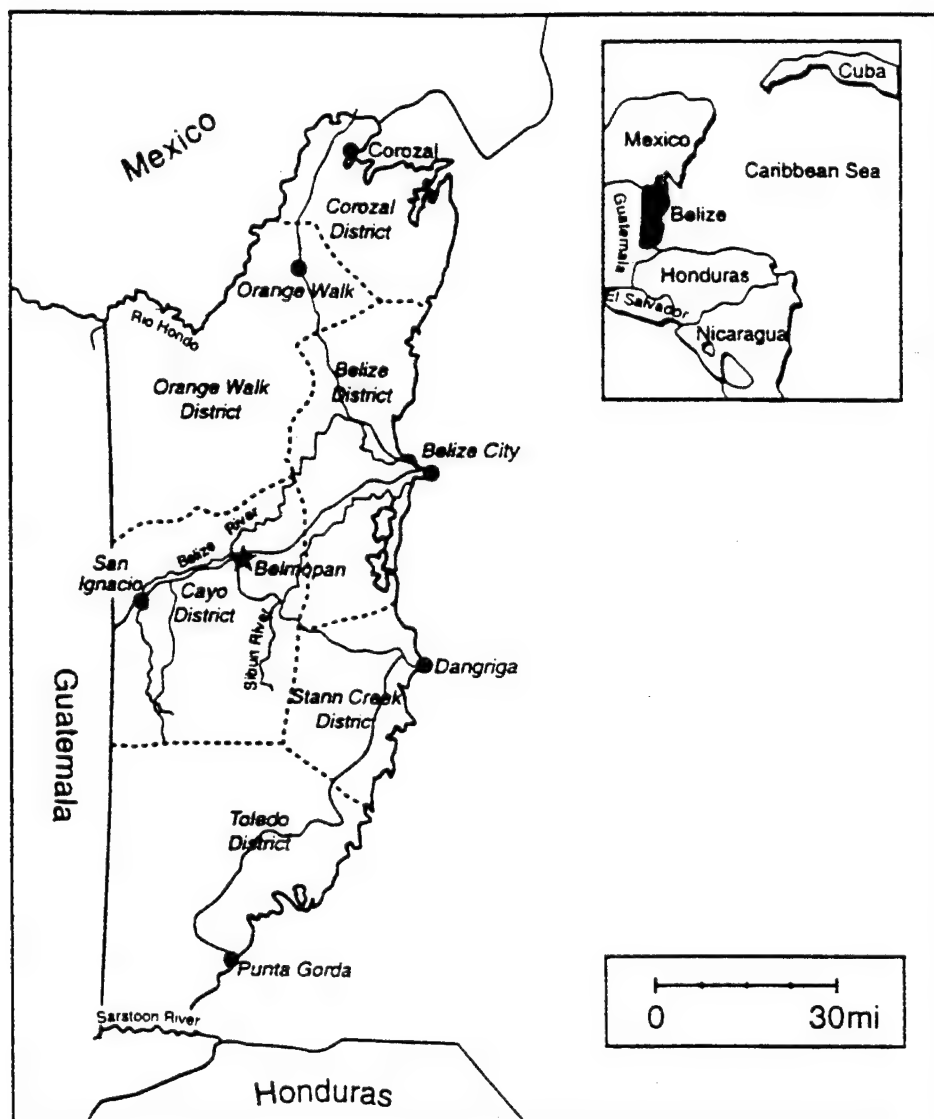 Mexico
Corozal
Corozal
District
Orange Walk
Rio Hondo
Orange Walk
District
Belize
District
Belize City
Belize River
San
Ignacio
Belmopan
Cayo
District
Sibun River
Dangriga
Stann Creek
District
Guatemala
Toledo
District
Punta Gorda
Sarstoon River
Honduras
Cuba
Mexico
Caribbean Sea
Guatemala
Belize
Honduras
El Salvador
Nicaragua
0 30mi